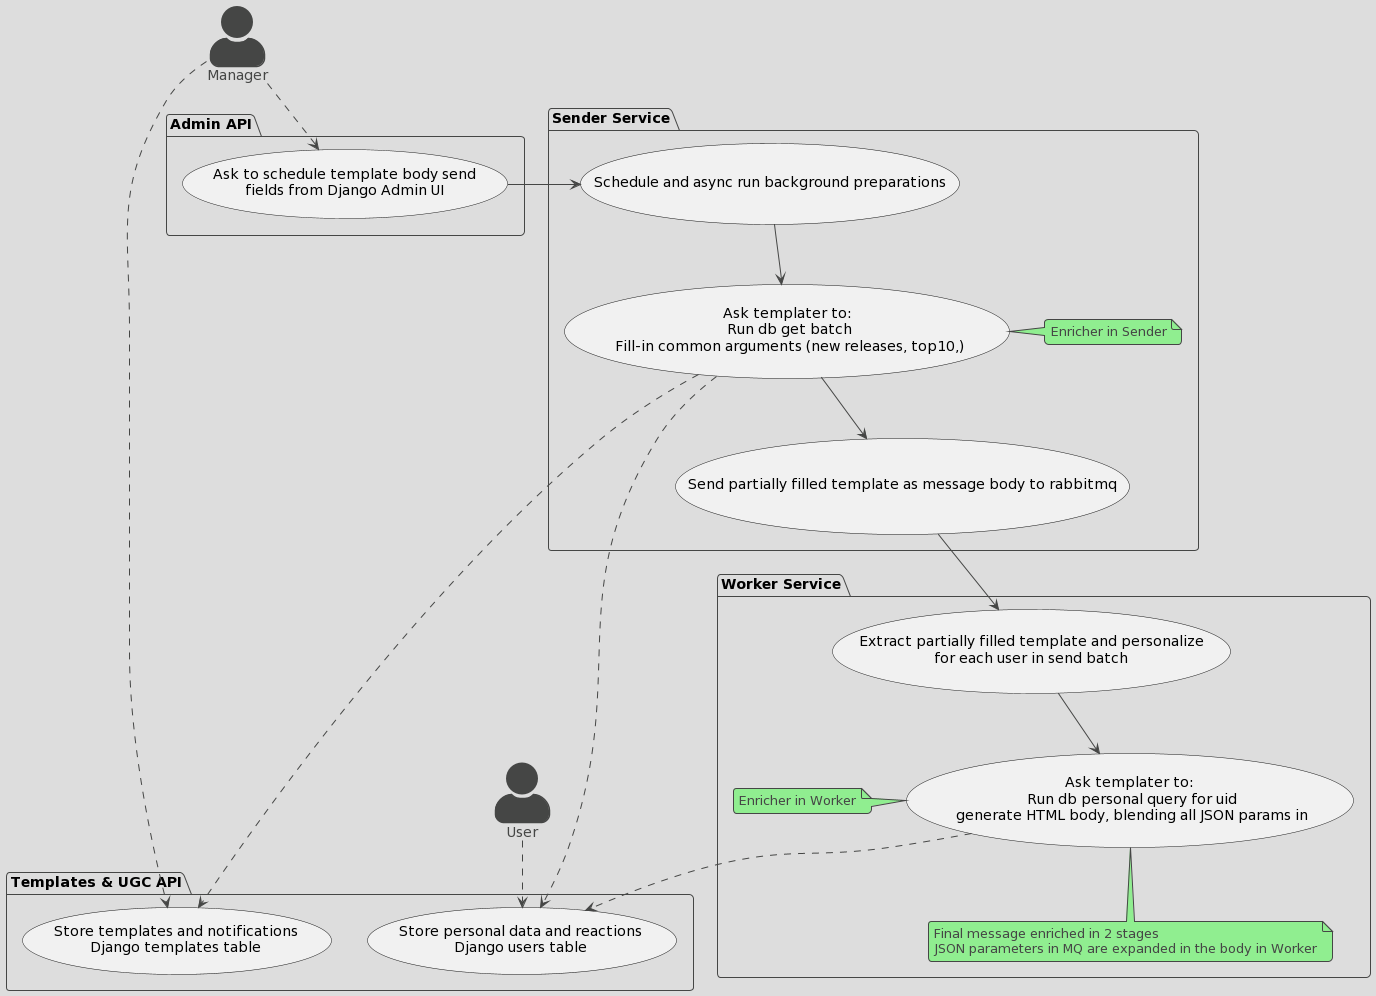 Manager
Admin API
Ask to schedule template body send
fields from Django Admin UI
Sender Service
Schedule and async run background preparations
Ask templater to:
Run db get batch
Fill-in common arguments (new releases, top10,)
Enricher in Sender
Send partially filled template as message body to rabbitmq
Worker Service
Extract partially filled template and personalize
for each user in send batch
Ask templater to:
Run db personal query for uid
generate HTML body, blending all JSON params in
Enricher in Worker
Final message enriched in 2 stages
JSON parameters in MQ are expanded in the body in Worker
User
Templates & UGC API
Store templates and notifications
Django templates table
Store personal data and reactions
Django users table